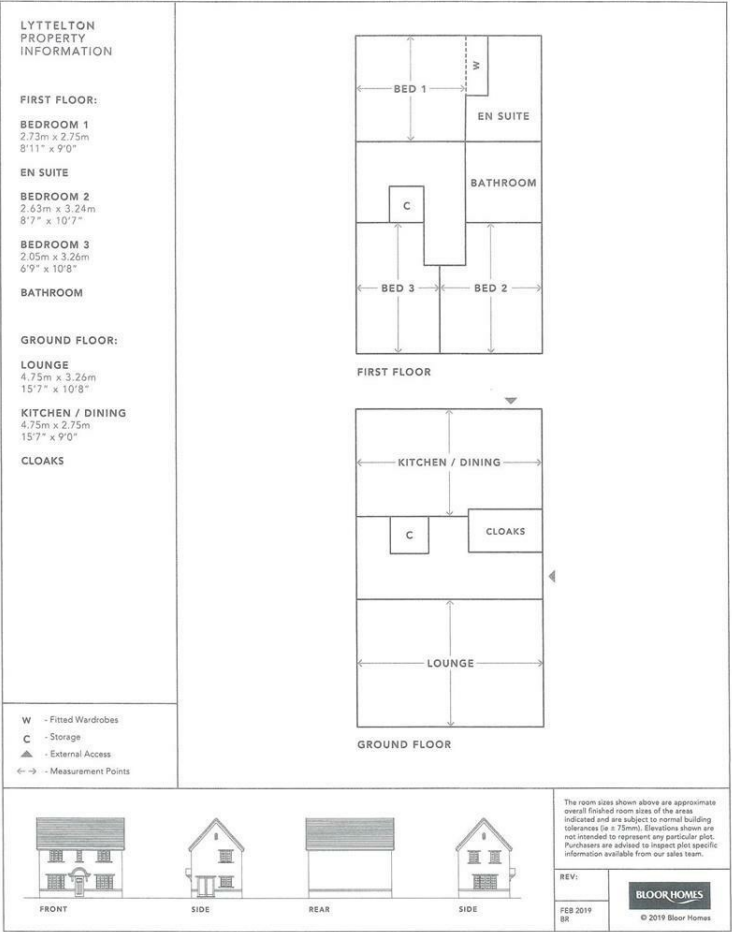 LYTTELTON
PROPERTY
INFORMATION
FIRST FLOOR:
BEDROOM 1
2.73m x 2.75m
8'11" x 9'0"
EN SUITE
BEDROOM 2
2.63m x 3.24m
8'7" x 10'7"
BEDROOM 3
2.05m x 3.26m
6'9" x 10'8"
BATHROOM
GROUND FLOOR:
LOUNGE
4.75m x 3.26m
15'7" x 10'8"
KITCHEN / DINING
4.75m x 2.75m
15'7" x 9'0"
CLOAKS
W - Fitted Wardrobes
C - Storage
- External Access
- Measurement Points
BED 1
W
EN SUITE
BATHROOM
C
BED 3
BED 2
FIRST FLOOR
KITCHEN / DINING
C
CLOAKS
LOUNGE
GROUND FLOOR
FRONT
SIDE
REAR
SIDE
The room sizes shown above are approximate
overall finished room sizes of the areas
indicated and are subject to normal building
tolerances (ie ± 75mm). Elevations shown are
not intended to represent any particular plot.
Purchasers are advised to inspect plot specific
information available from our sales team.
REV:
FEB 2019
BR
BLOOR HOMES
© 2019 Bloor Homes